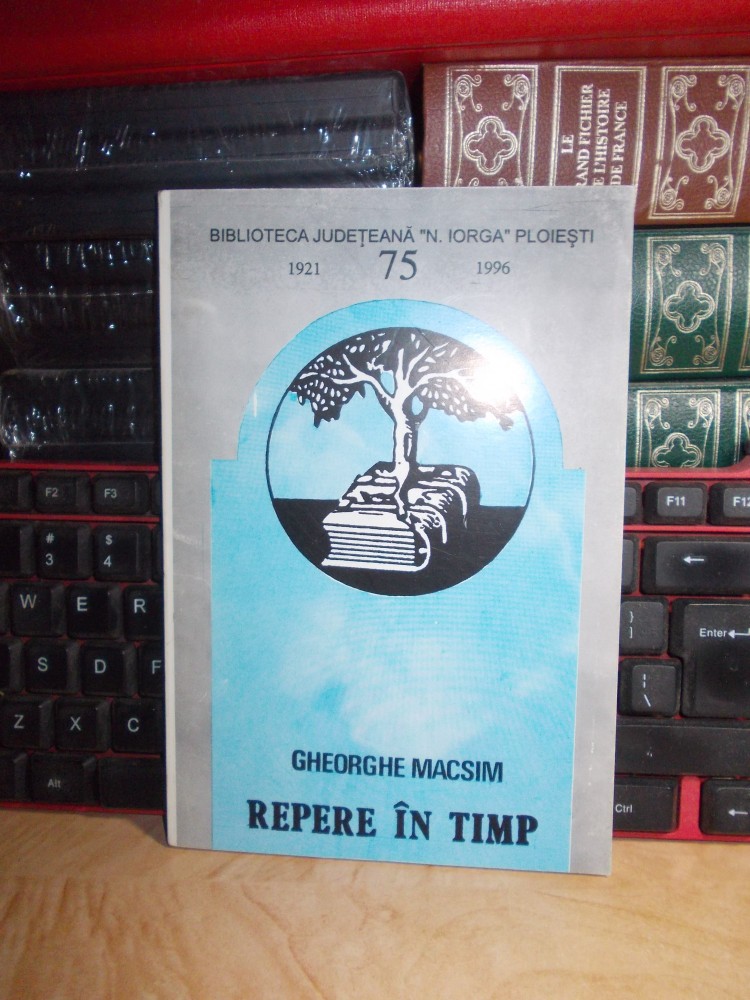 LE
GRAND FICHIER
DE L'HISTOIRE
DE FRANCE
BIBLIOTECA JUDEȚEANĂ "N. IORGA" PLOIEȘTI
1921 75 1996
GHEORGHE MACSIM
REPERE ÎN TIMP
F2 F3
# $
3 4
W E R
S D F
Z X C
Alt
F11 F12
}
]
Enter
¦
\
Ctrl